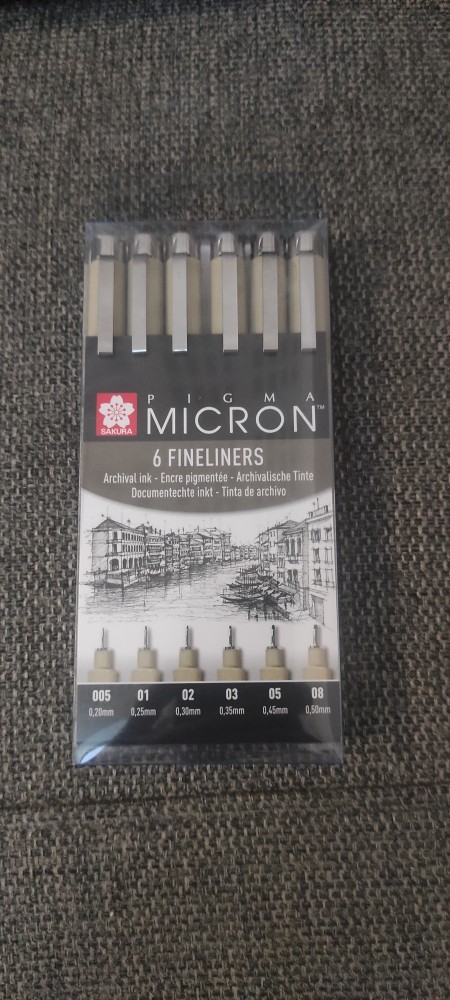 PIGMA
MICRON™
SAKURA
6 FINELINERS
Archival ink - Encre pigmentée - Archivalische Tinte
Documentechte inkt - Tinta de archivo
005 01 02 03 05 08
0,20mm 0,25mm 0,30mm 0,35mm 0,45mm 0,50mm